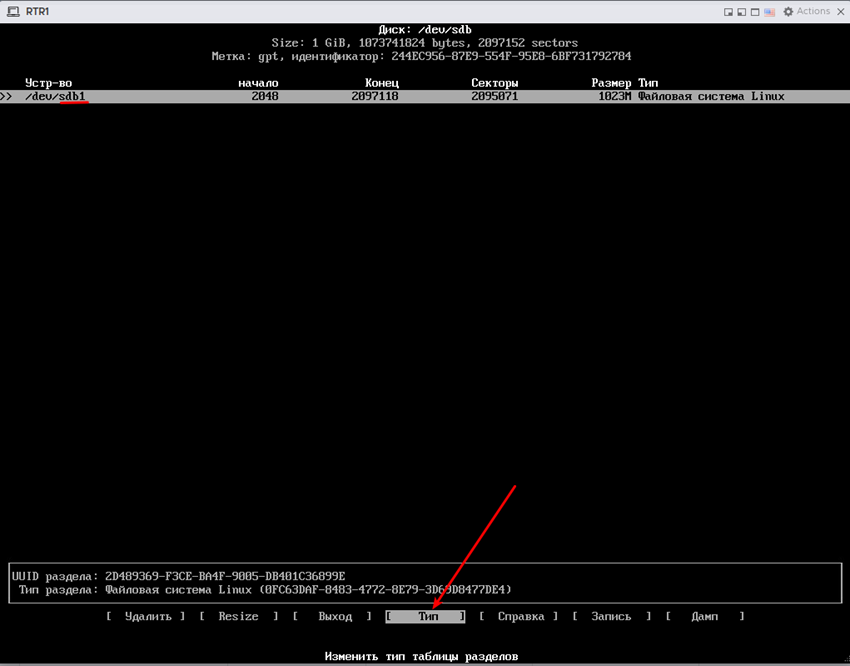 RTR1 Actions
Диск: /dev/sdb
Size: 1 GiB, 1073741824 bytes, 2097152 sectors
Метка: gpt, идентификатор: 244EC956-87E9-554F-95E8-6BF731792784
Устр-во начало Конец Секторы Размер Тип
>> /dev/sdb1 2048 2097118 2095071 1023M Файловая система Linux
UUID раздела: 2D489369-F3CE-BA4F-9005-DB401C36899E
Тип раздела: Файловая система Linux (0FC63DAF-8483-4772-8E79-3D69D8477DE4)
[ Удалить ] [ Resize ] [ Выход ] [ Тип ] [ Справка ] [ Запись ] [ Дамп ]
Изменить тип таблицы разделов